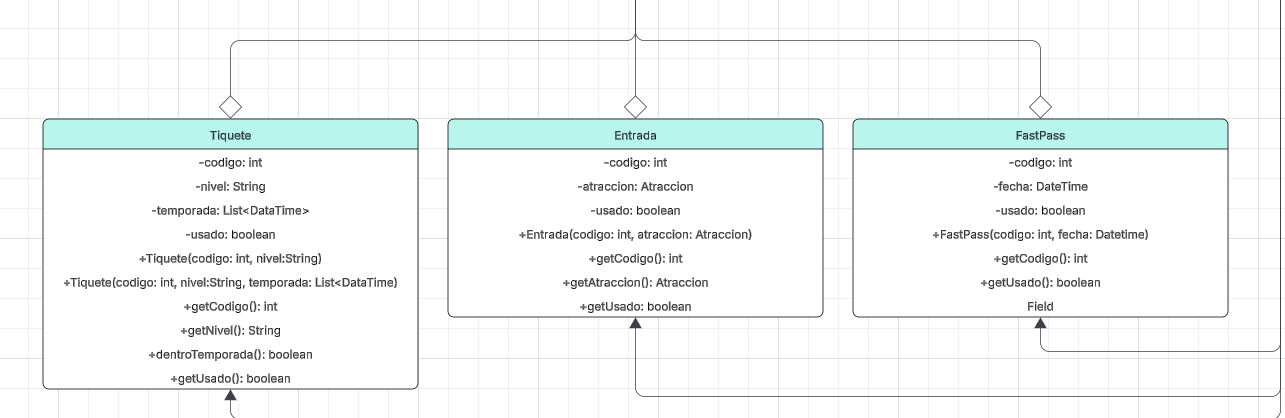 Tiquete
-codigo: int
-nivel: String
-temporada: List<DataTime>
-usado: boolean
+Tiquete(codigo: int, nivel:String)
+Tiquete(codigo: int, nivel:String, temporada: List<DataTime)
+getCodigo(): int
+getNivel(): String
+dentroTemporada(): boolean
+getUsado(): boolean
Entrada
-codigo: int
-atraccion: Atraccion
-usado: boolean
+Entrada(codigo: int, atraccion: Atraccion)
+getCodigo(): int
+getAtraccion(): Atraccion
+getUsado: boolean
FastPass
-codigo: int
-fecha: DateTime
-usado: boolean
+FastPass(codigo: int, fecha: Datetime)
+getCodigo(): int
+getUsado(): boolean
Field